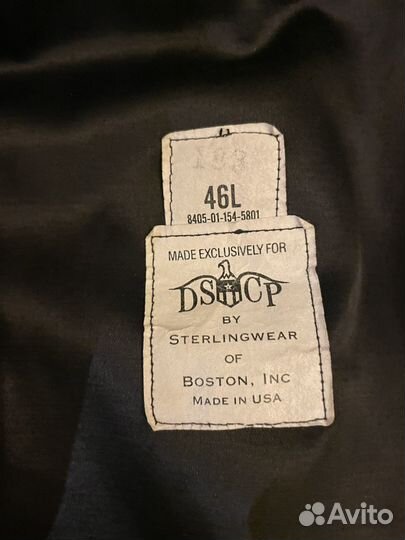 46L
8405-01-154-5801
MADE EXCLUSIVELY FOR
DSCP
BY
STERLINGWEAR
OF
BOSTON, INC
MADE IN USA
Avito